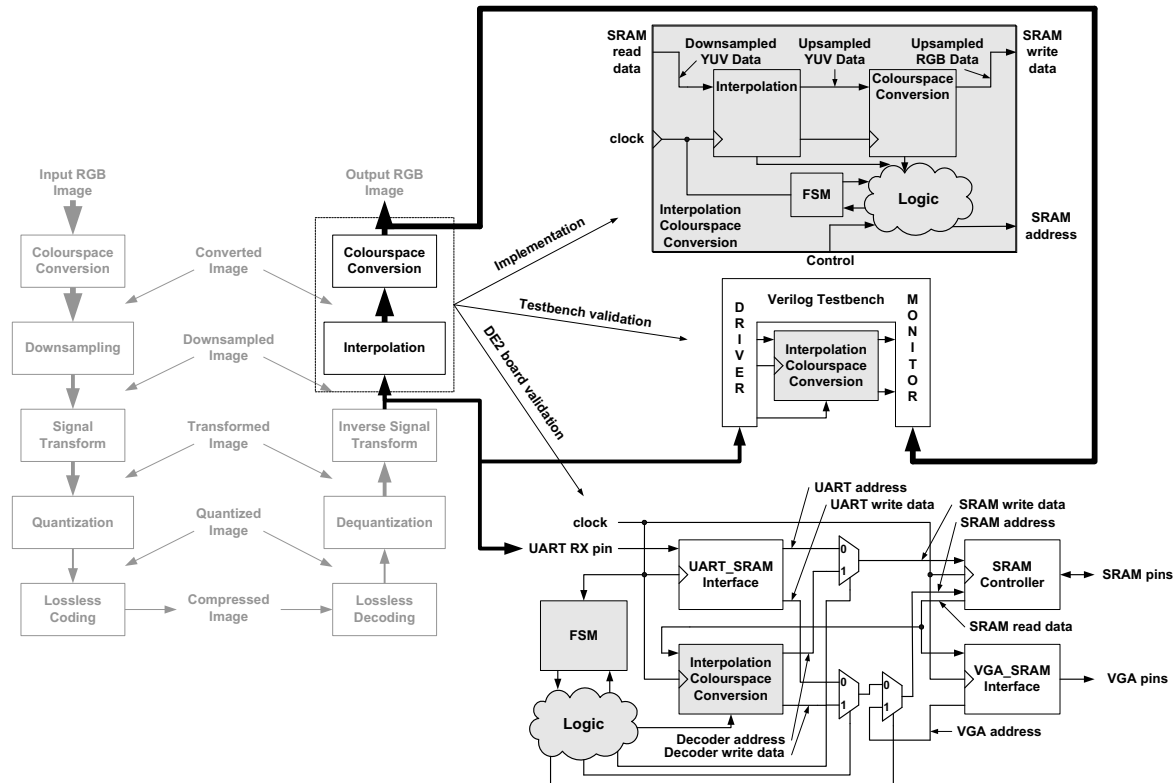 SRAM
read
data
Downsampled
YUV Data
Upsampled
YUV Data
Upsampled
RGB Data
SRAM
write
data
Interpolation
Colourspace
Conversion
clock
FSM
Logic
Interpolation
Colourspace
Conversion
SRAM
address
Control
Input RGB
Image
Output RGB
Image
Colourspace
Conversion
Converted
Image
Colourspace
Conversion
Downsampling
Downsampled
Image
Interpolation
Signal
Transform
Transformed
Image
Inverse Signal
Transform
Quantization
Quantized
Image
Dequantization
Lossless
Coding
Compressed
Image
Lossless
Decoding
Implementation
Testbench validation
DE2 board validation
DRIVER
Verilog Testbench
MONITOR
Interpolation
Colourspace
Conversion
UART address
UART write data
SRAM write data
SRAM address
clock
UART RX pin
UART_SRAM
Interface
0
1
SRAM
Controller
SRAM pins
SRAM read data
FSM
Interpolation
Colourspace
Conversion
0
1
0
1
VGA_SRAM
Interface
VGA pins
Logic
Decoder address
Decoder write data
VGA address